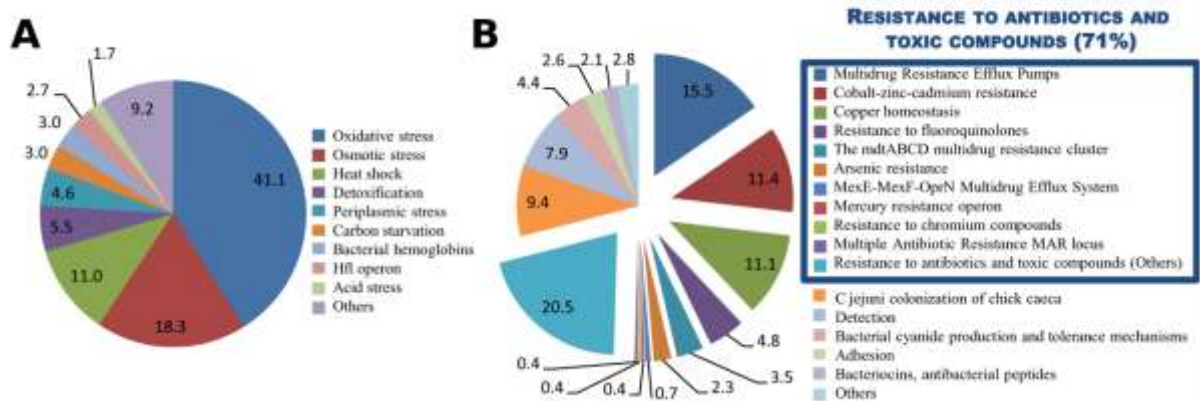 A
1.7
2.7
9.2
3.0
3.0
4.6
5.5
11.0
18.3
41.1
Oxidative stress
Osmotic stress
Heat shock
Detoxification
Periplasmic stress
Carbon starvation
Bacterial hemoglobins
Hfl operon
Acid stress
Others
B
2.6
2.1
2.8
4.4
7.9
9.4
15.5
11.4
11.1
4.8
3.5
2.3
0.7
0.4
0.4
0.4
20.5
RESISTANCE TO ANTIBIOTICS AND
TOXIC COMPOUNDS (71%)
Multidrug Resistance Efflux Pumps
Cobalt-zinc-cadmium resistance
Copper homeostasis
Resistance to fluoroquinolones
The mdtABCD multidrug resistance cluster
Arsenic resistance
MexE-MexF-OprN Multidrug Efflux System
Mercury resistance operon
Resistance to chromium compounds
Multiple Antibiotic Resistance MAR locus
Resistance to antibiotics and toxic compounds (Others)
C jejuni colonization of chick caeca
Detection
Bacterial cyanide production and tolerance mechanisms
Adhesion
Bacteriocins, antibacterial peptides
Others